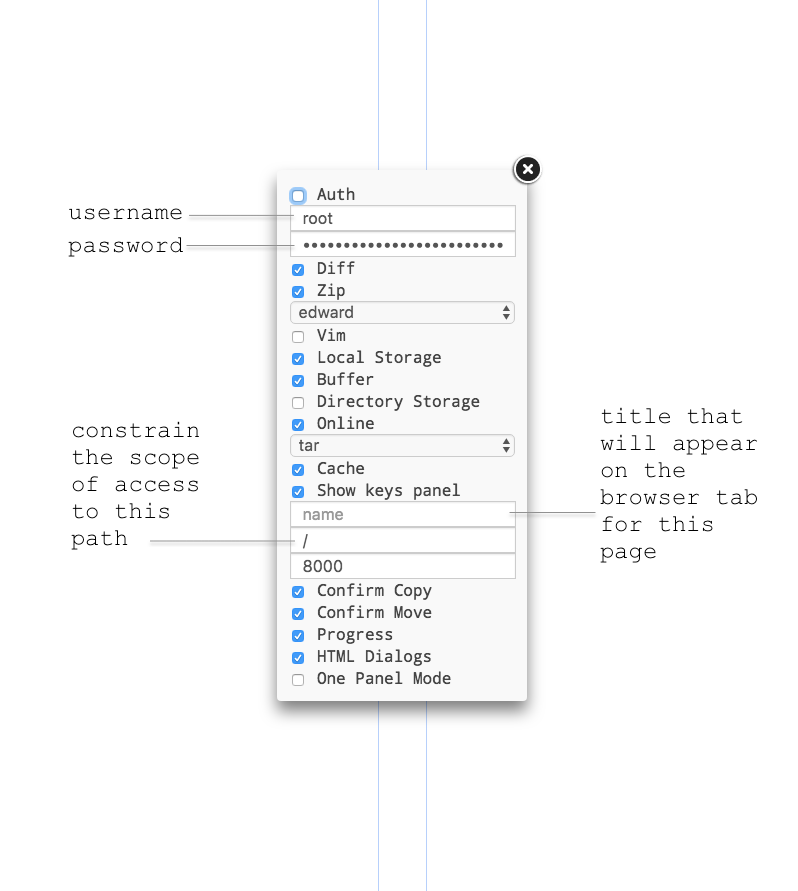 Auth
username
root
password
••••••••••••••••••••••••••
Diff
Zip
edward
Vim
Local Storage
Buffer
Directory Storage
Online
tar
Cache
Show keys panel
name
/
8000
Confirm Copy
Confirm Move
Progress
HTML Dialogs
One Panel Mode
constrain
the scope
of access
to this
path
title that
will appear
on the
browser tab
for this
page